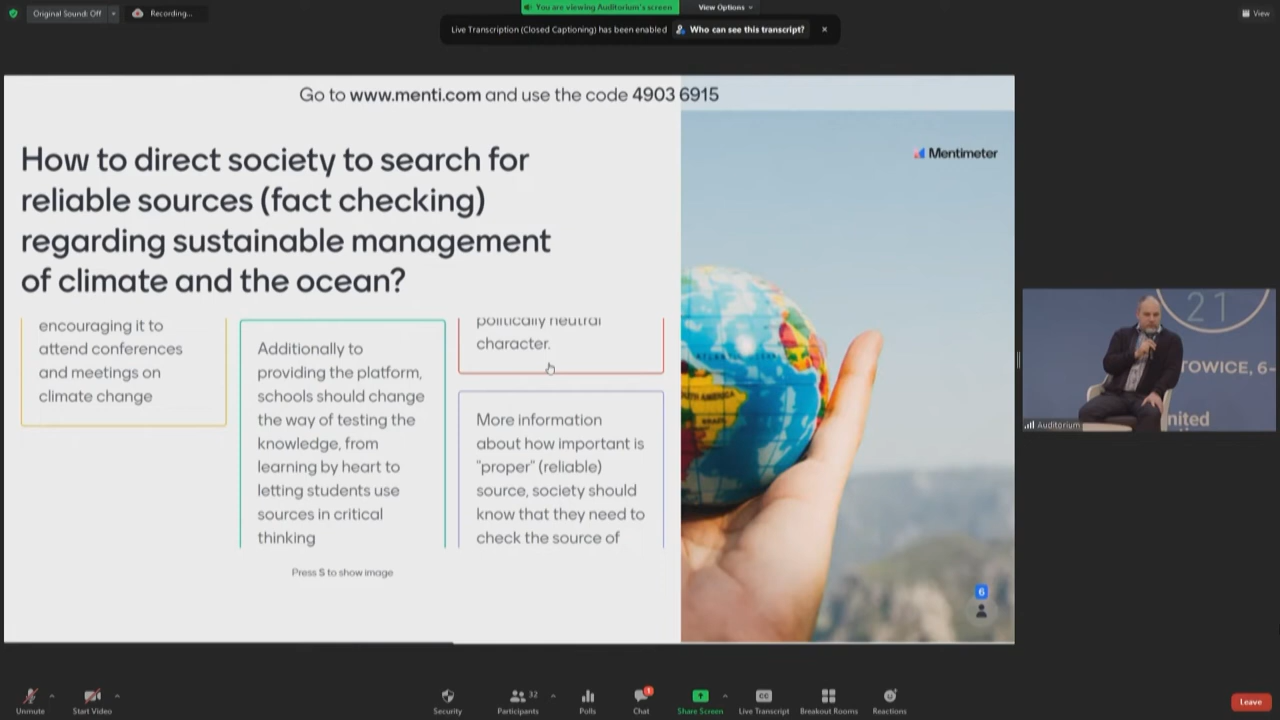 Original Sound: Off
Recording...
You are viewing Auditorium's screen
View Options
View
Live Transcription (Closed Captioning) has been enabled
Who can see this transcript?
Go to www.menti.com and use the code 4903 6915
Mentimeter
How to direct society to search for
reliable sources (fact checking)
regarding sustainable management
of climate and the ocean?
encouraging it to
attend conferences
and meetings on
climate change
Additionally to
providing the platform,
schools should change
the way of testing the
knowledge, from
learning by heart to
letting students use
sources in critical
thinking
politically neutral
character.
More information
about how important is
"proper" (reliable)
source, society should
know that they need to
check the source of
Press S to show image
SOUTH AMERICA
BRAZIL
6
21
TOWICE, 6-
nited
Auditorium
Unmute
Start Video
Security
Participants
32
Polls
Chat
1
Share Screen
CC
Live Transcript
Breakout Rooms
Reactions
Leave